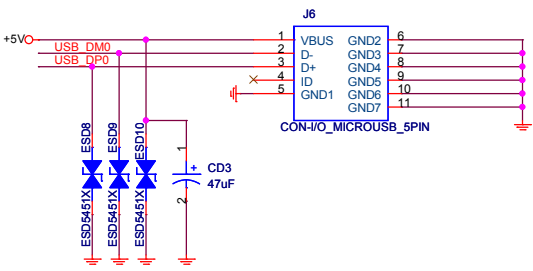 J6
+5V
1 VBUS GND2 6
USB_DM0 2 D- GND3 7
USB_DP0 3 D+ GND4 8
4 ID GND5 9
5 GND1 GND6 10
GND7 11
CON-I/O_MICROUSB_5PIN
ESD8
ESD9
ESD10
ESD5451X
ESD5451X
ESD5451X
1
+ CD3
47uF
2